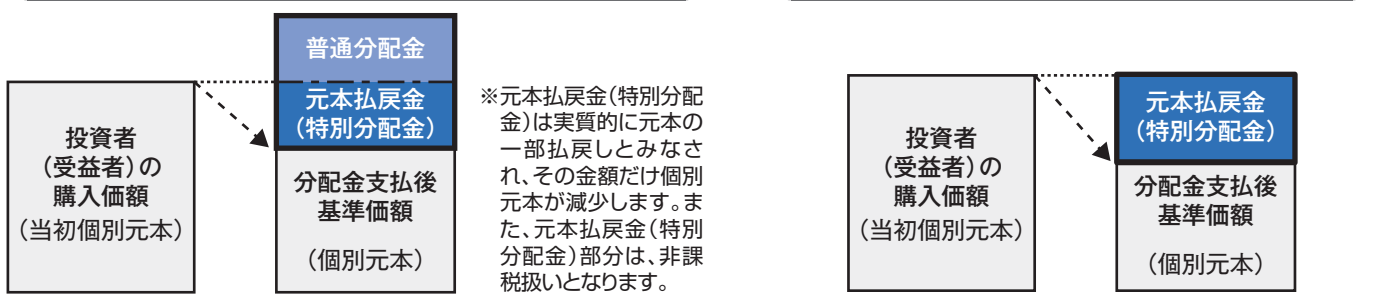 普通分配金
元本払戻金
(特別分配金)
投資者
(受益者)の
購入価額
(当初個別元本)
分配金支払後
基準価額
(個別元本)
※元本払戻金(特別分配
金)は実質的に元本の
一部払戻しとみなさ
れ、その金額だけ個別
元本が減少します。ま
た、元本払戻金(特別
分配金)部分は、非課
税扱いとなります。
投資者
(受益者)の
購入価額
(当初個別元本)
元本払戻金
(特別分配金)
分配金支払後
基準価額
(個別元本)